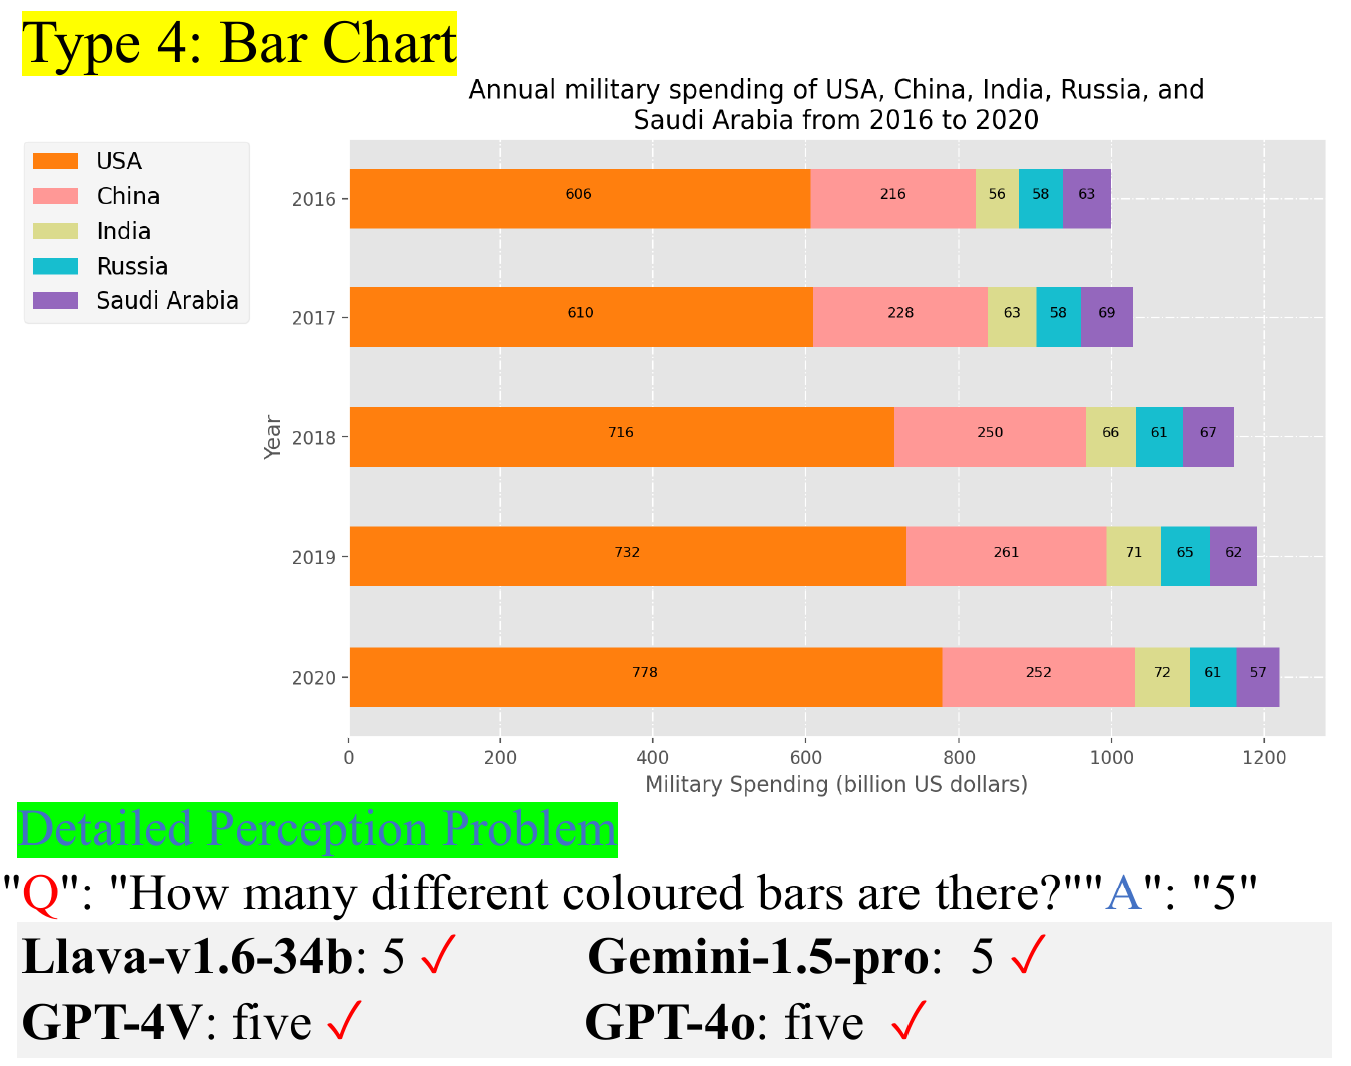 Type 4: Bar Chart
Annual military spending of USA, China, India, Russia, and
Saudi Arabia from 2016 to 2020
USA
China
India
Russia
Saudi Arabia
Year
2016
606 216 56 58 63
2017
610 228 63 58 69
2018
716 250 66 61 67
2019
732 261 71 65 62
2020
778 252 72 61 57
0 200 400 600 800 1000 1200
Military Spending (billion US dollars)
Detailed Perception Problem
"Q": "How many different coloured bars are there?""A": "5"
Llava-v1.6-34b: 5 ✓ Gemini-1.5-pro: 5 ✓
GPT-4V: five ✓ GPT-4o: five ✓